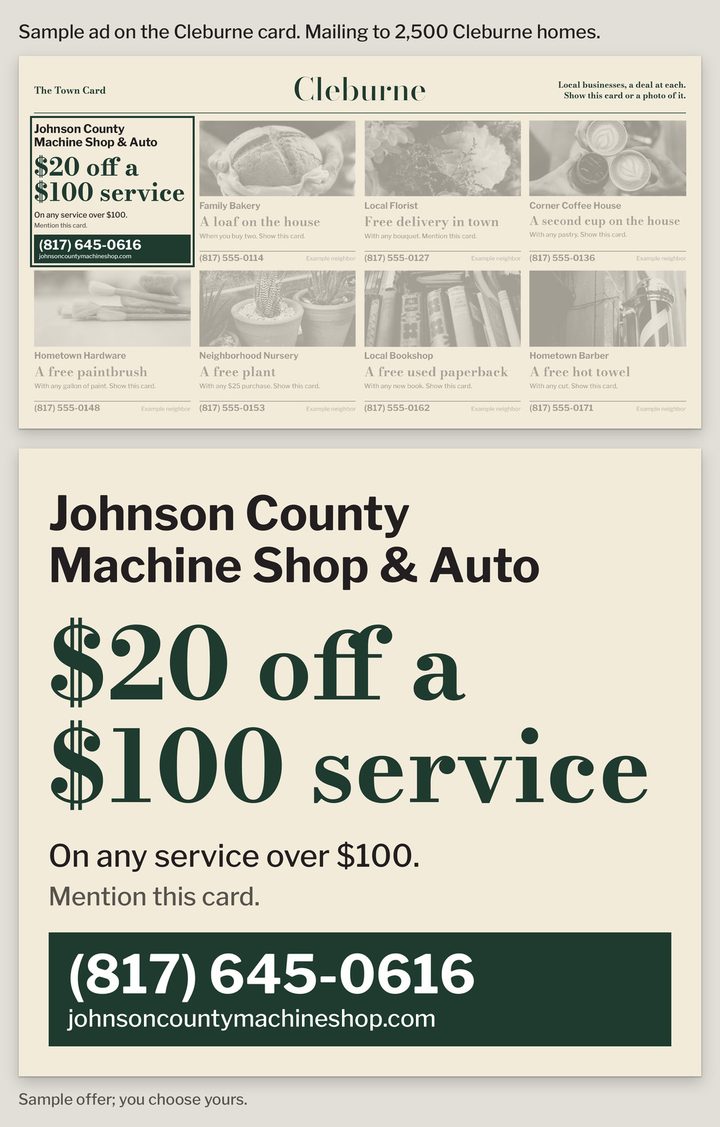 Sample ad on the Cleburne card. Mailing to 2,500 Cleburne homes.
The Town Card
Cleburne
Local businesses, a deal at each.
Show this card or a photo of it.
Johnson County
Machine Shop & Auto
$20 off a
$100 service
On any service over $100.
Mention this card.
(817) 645-0616
johnsoncountymachineshop.com
Family Bakery
A loaf on the house
When you buy two. Show this card.
(817) 555-0114
Example neighbor
Local Florist
Free delivery in town
With any bouquet. Mention this card.
(817) 555-0127
Example neighbor
Corner Coffee House
A second cup on the house
With any pastry. Show this card.
(817) 555-0136
Example neighbor
Hometown Hardware
A free paintbrush
With any gallon of paint. Show this card.
(817) 555-0148
Example neighbor
Neighborhood Nursery
A free plant
With any $25 purchase. Show this card.
(817) 555-0153
Example neighbor
Local Bookshop
A free used paperback
With any new book. Show this card.
(817) 555-0162
Example neighbor
Hometown Barber
A free hot towel
With any cut. Show this card.
(817) 555-0171
Example neighbor
Johnson County
Machine Shop & Auto
$20 off a
$100 service
On any service over $100.
Mention this card.
(817) 645-0616
johnsoncountymachineshop.com
Sample offer; you choose yours.